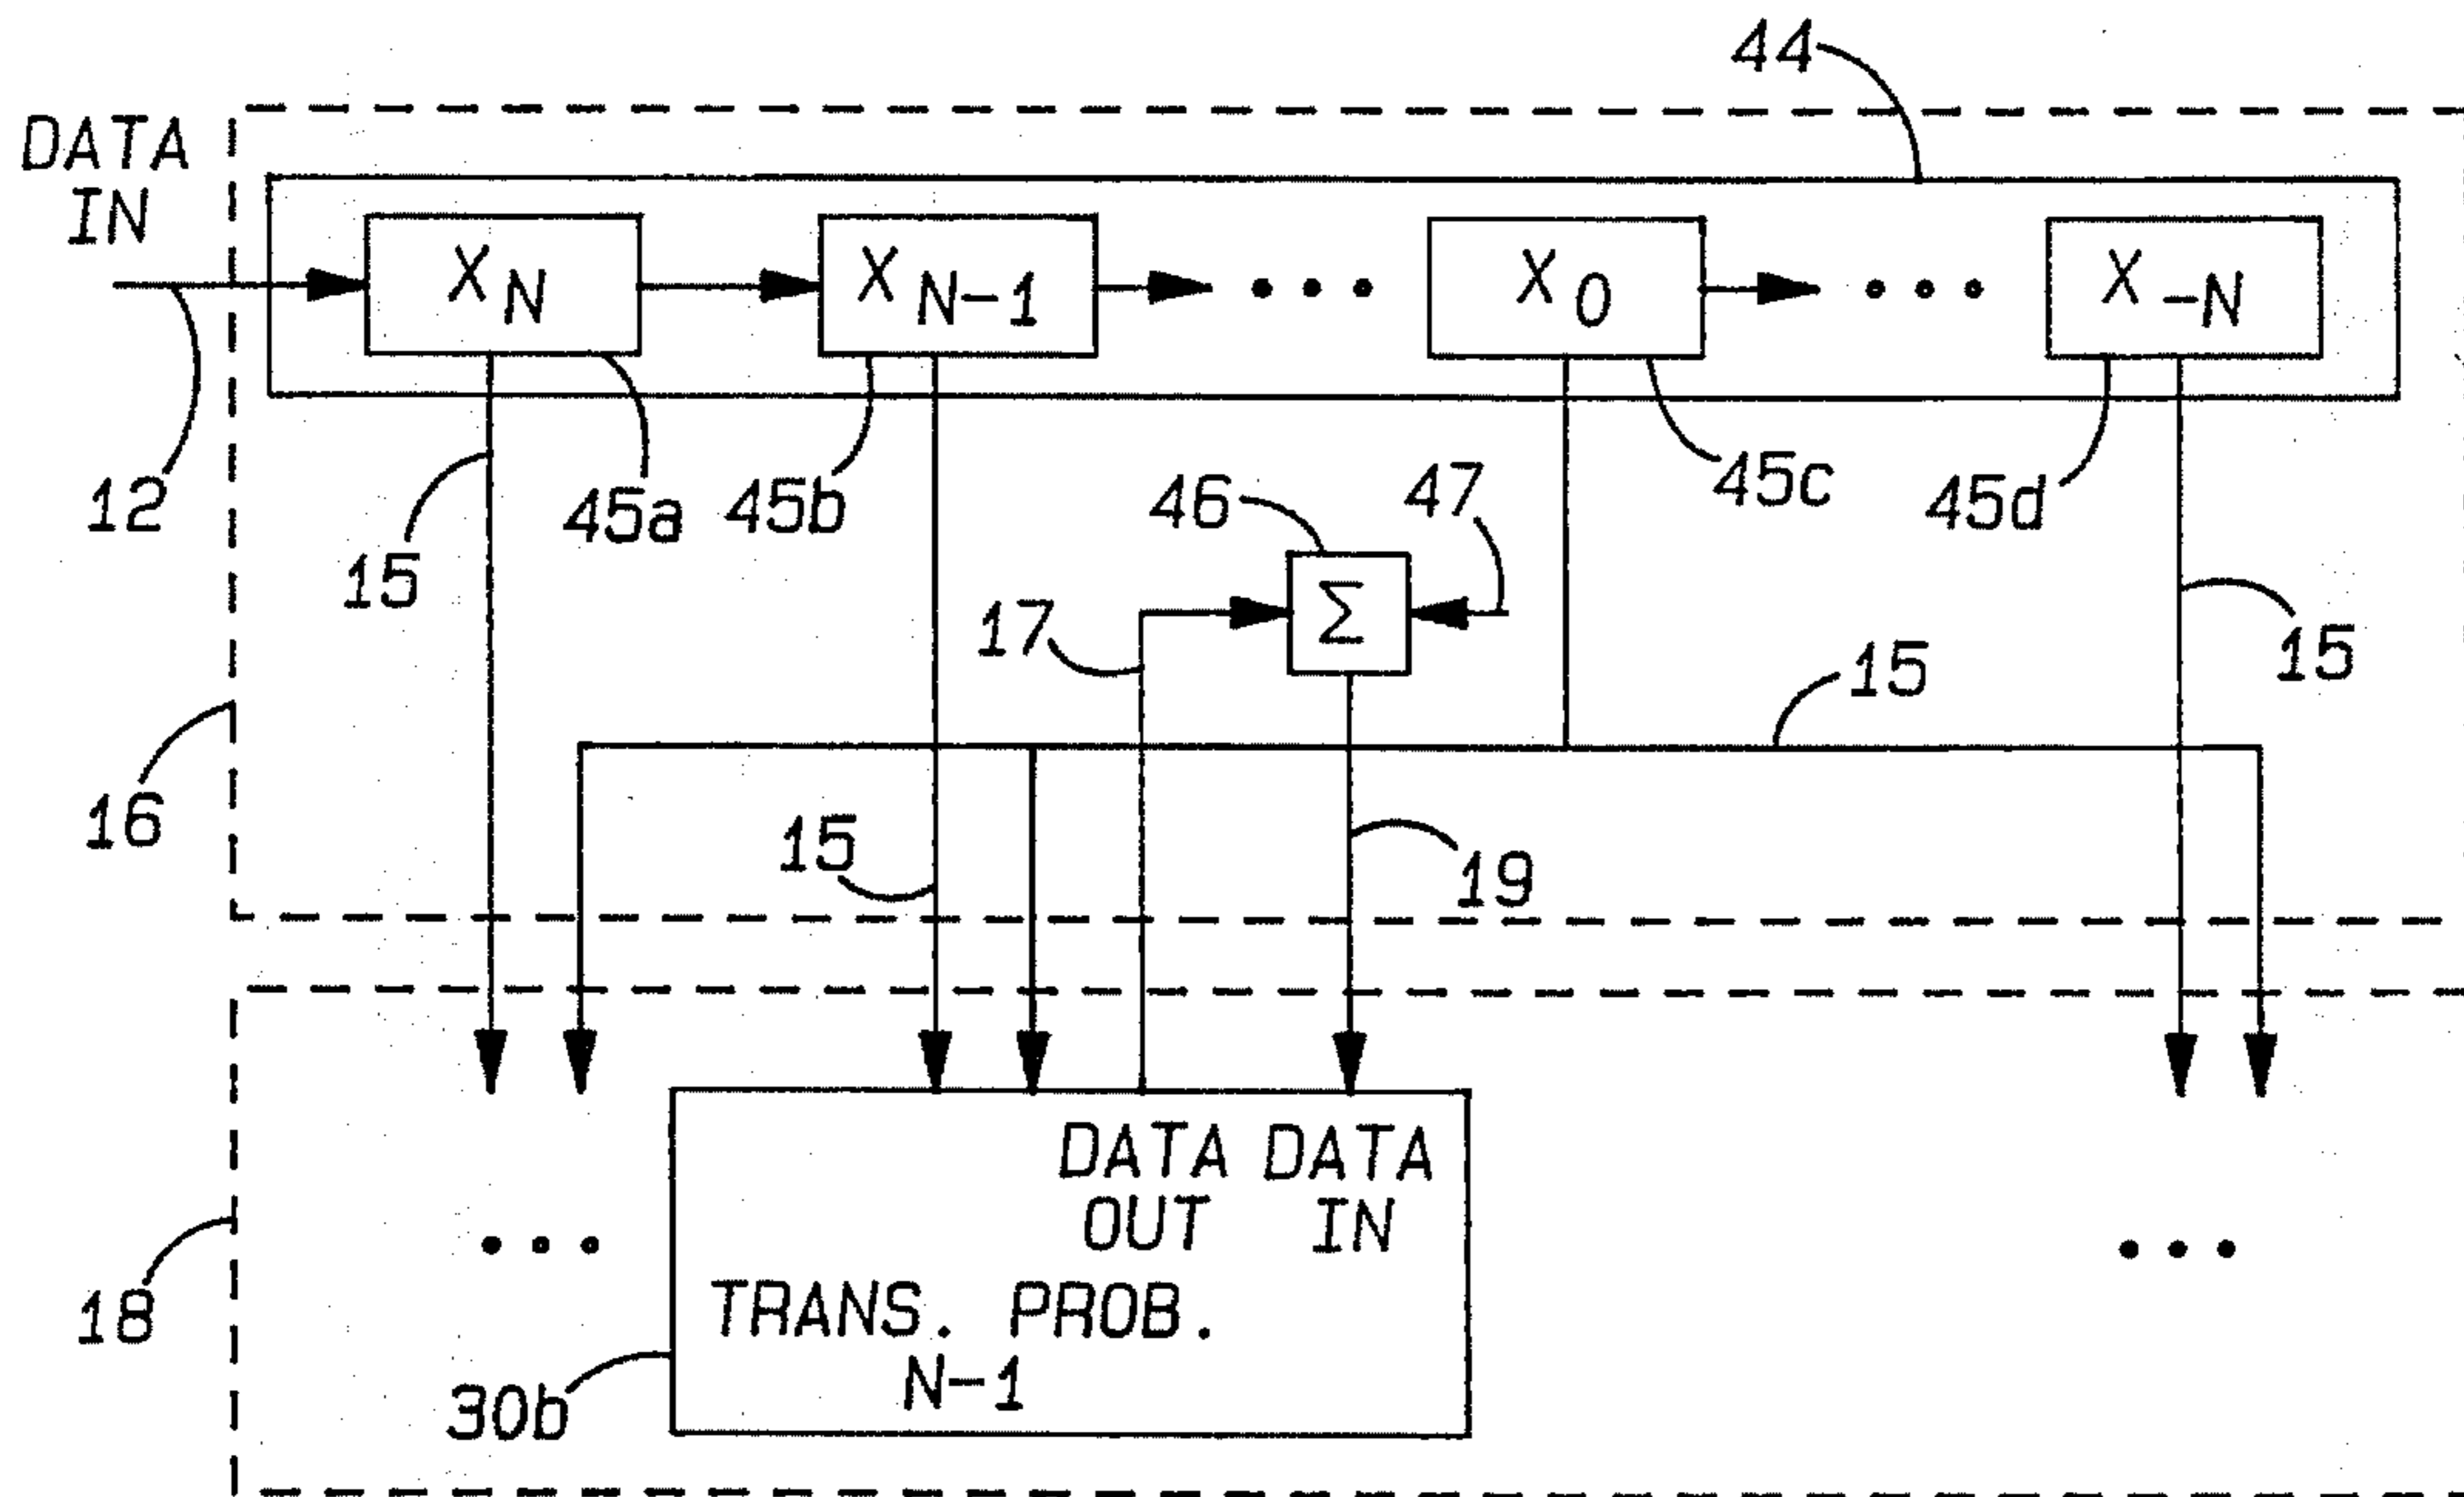 44
DATA
IN
X N
X N-1
X 0
X -N
12
15
45a
45b
46
47
45c
45d
Σ
17
15
15
16
15
19
DATA DATA
OUT IN
TRANS. PROB.
N-1
18
30b